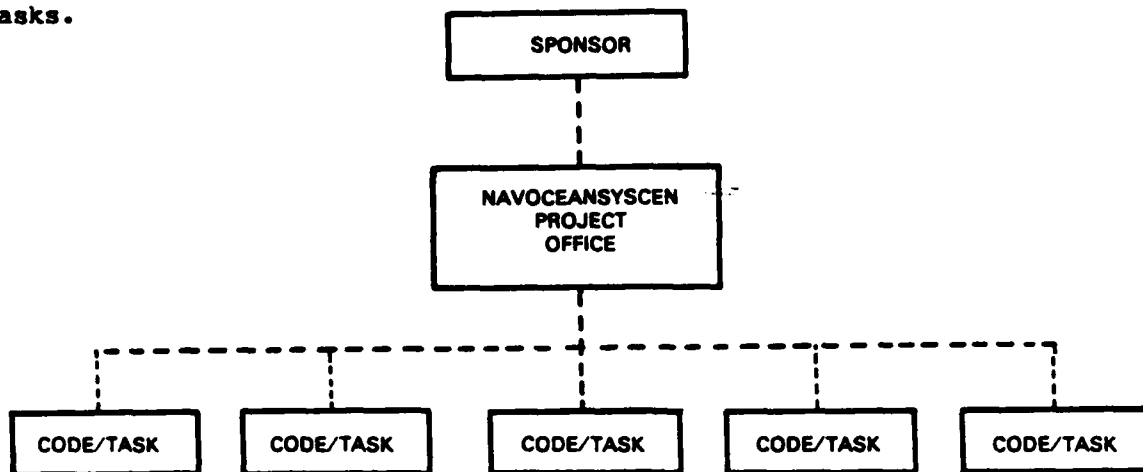 asks.
SPONSOR
NAVOCEANSYSCEN
PROJECT
OFFICE
CODE/TASK
CODE/TASK
CODE/TASK
CODE/TASK
CODE/TASK